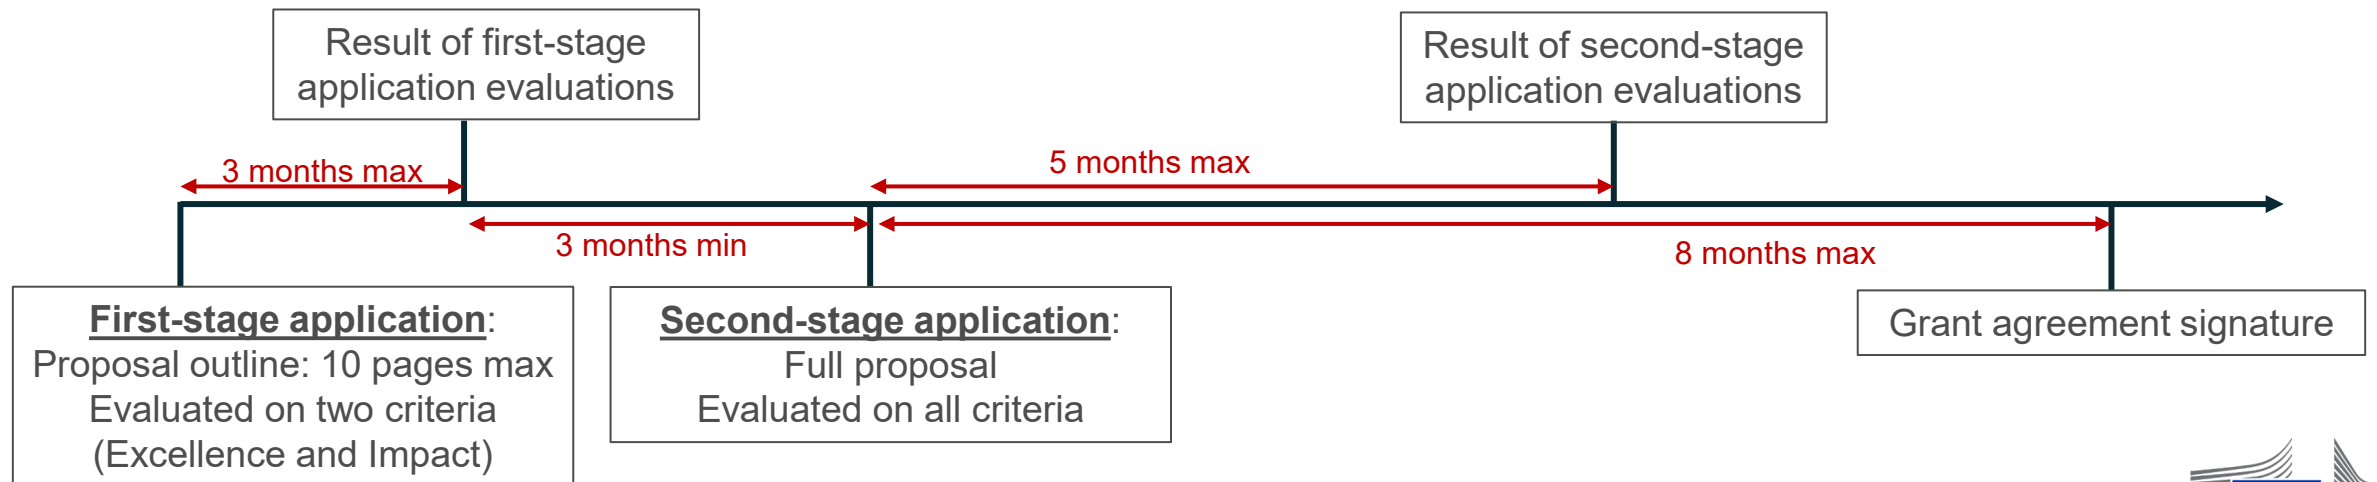 Result of first-stage
application evaluations
Result of second-stage
application evaluations
3 months max
5 months max
3 months min
8 months max
First-stage application:
Proposal outline: 10 pages max
Evaluated on two criteria
(Excellence and Impact)
Second-stage application:
Full proposal
Evaluated on all criteria
Grant agreement signature